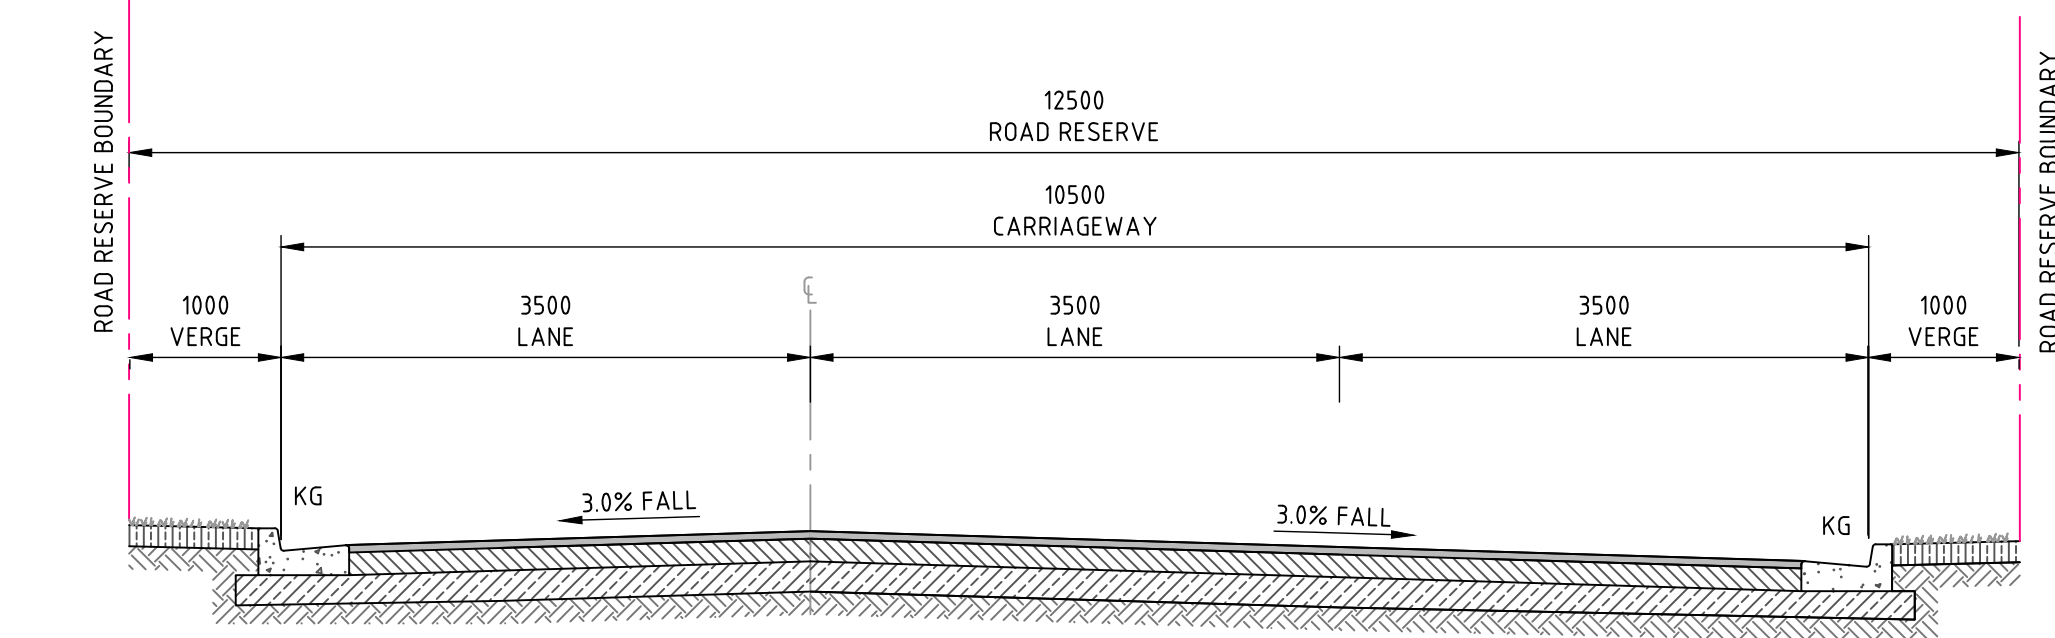 ROAD RESERVE BOUNDARY
12500
ROAD RESERVE
10500
CARRIAGEWAY
℄
1000
VERGE
3500
LANE
3500
LANE
3500
LANE
1000
VERGE
ROAD RESERVE BOUNDARY
KG
3.0% FALL
3.0% FALL
KG